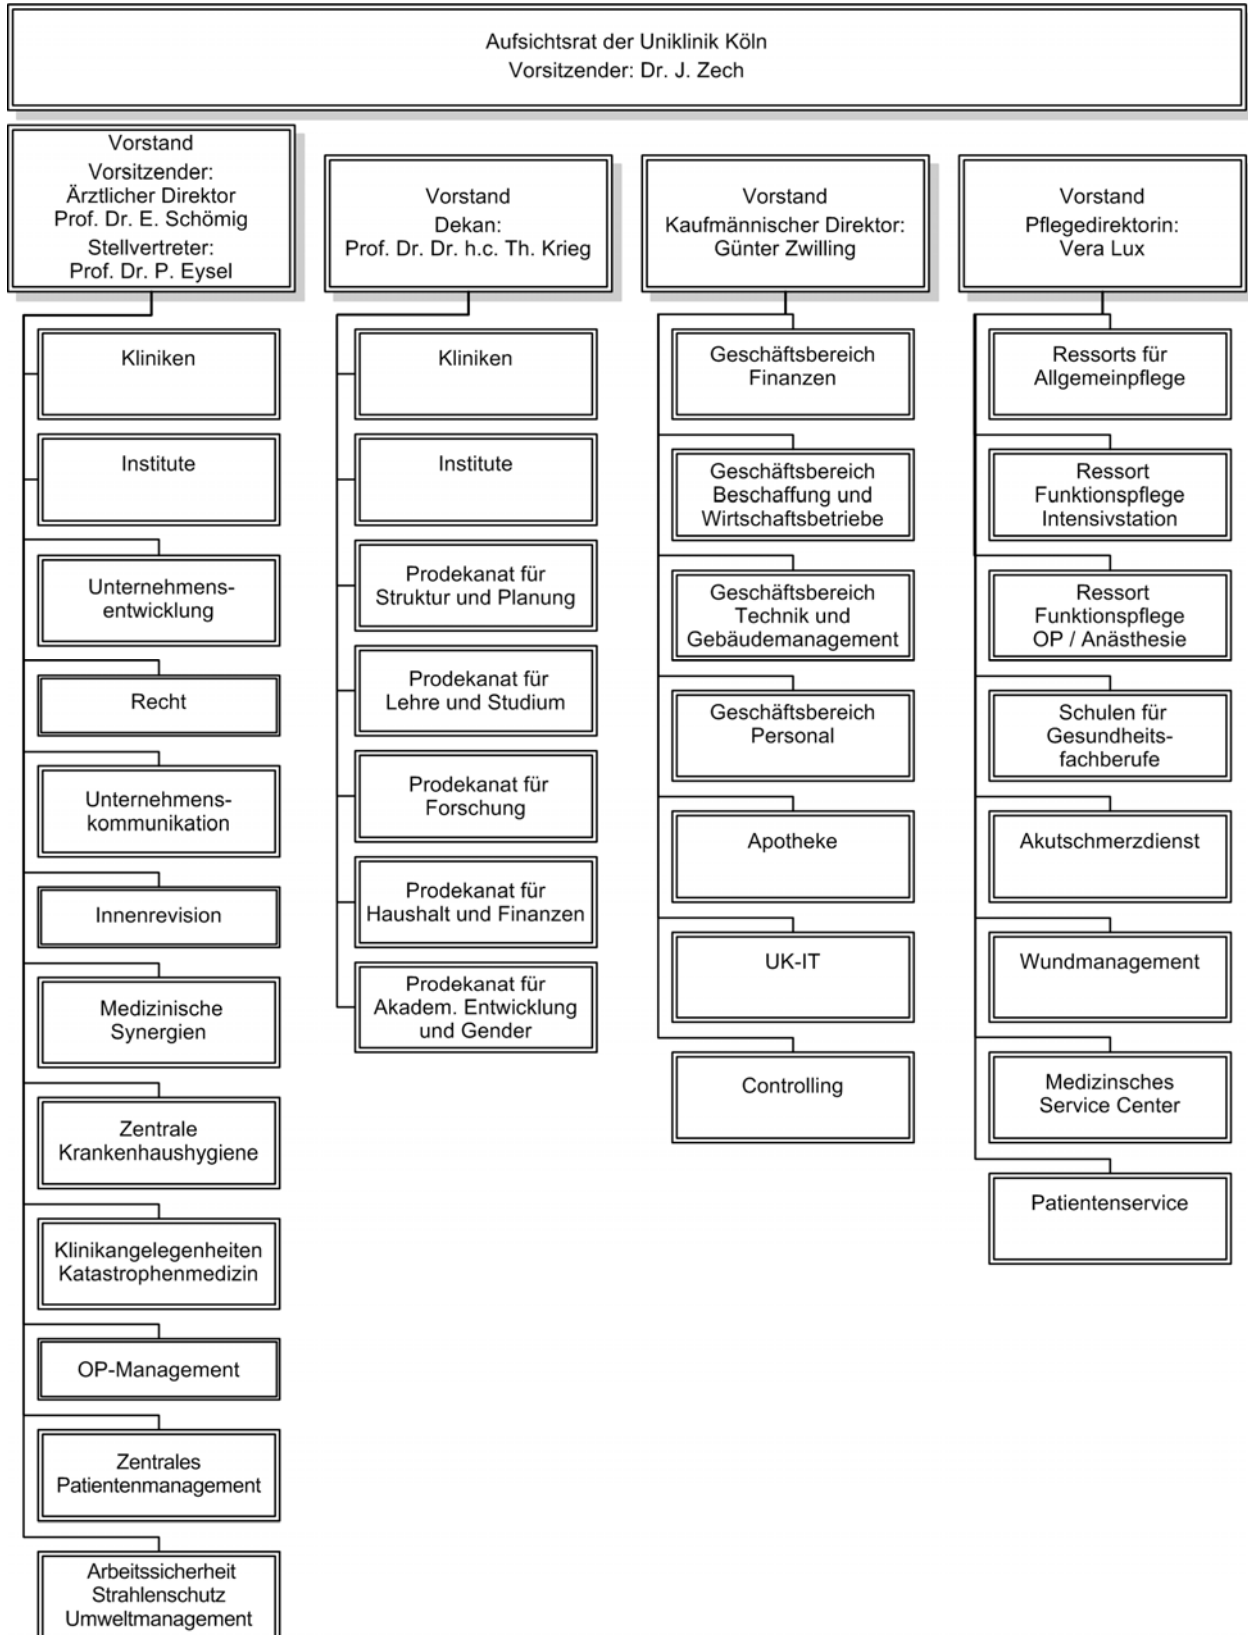 Aufsichtsrat der Uniklinik Köln
Vorsitzender: Dr. J. Zech
Vorstand
Vorsitzender:
Ärztlicher Direktor
Prof. Dr. E. Schömig
Stellvertreter:
Prof. Dr. P. Eysel
Kliniken
Institute
Unternehmens-
entwicklung
Recht
Unternehmens-
kommunikation
Innenrevision
Medizinische
Synergien
Zentrale
Krankenhaushygiene
Klinikangelegenheiten
Katastrophenmedizin
OP-Management
Zentrales
Patientenmanagement
Arbeitssicherheit
Strahlenschutz
Umweltmanagement
Vorstand
Dekan:
Prof. Dr. Dr. h.c. Th. Krieg
Kliniken
Institute
Prodekanat für
Struktur und Planung
Prodekanat für
Lehre und Studium
Prodekanat für
Forschung
Prodekanat für
Haushalt und Finanzen
Prodekanat für
Akadem. Entwicklung
und Gender
Vorstand
Kaufmännischer Direktor:
Günter Zwilling
Geschäftsbereich
Finanzen
Geschäftsbereich
Beschaffung und
Wirtschaftsbetriebe
Geschäftsbereich
Technik und
Gebäudemanagement
Geschäftsbereich
Personal
Apotheke
UK-IT
Controlling
Vorstand
Pflegedirektorin:
Vera Lux
Ressorts für
Allgemeinpflege
Ressort
Funktionspflege
Intensivstation
Ressort
Funktionspflege
OP / Anästhesie
Schulen für
Gesundheits-
fachberufe
Akutschmerzdienst
Wundmanagement
Medizinsches
Service Center
Patientenservice